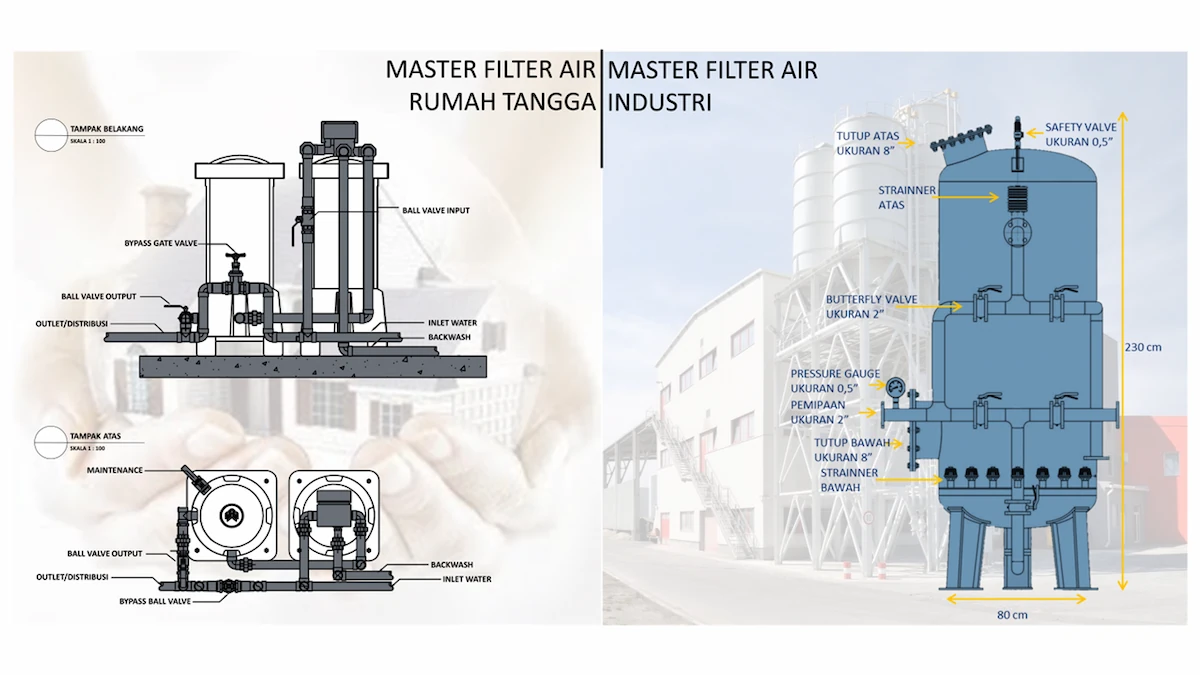 MASTER FILTER AIR
RUMAH TANGGA
TAMPAK BELAKANG
SKALA 1 : 100
BALL VALVE INPUT
BYPASS GATE VALVE
BALL VALVE OUTPUT
OUTLET/DISTRIBUSI
INLET WATER
BACKWASH
TAMPAK ATAS
SKALA 1 : 100
MAINTENANCE
BALL VALVE OUTPUT
BACKWASH
OUTLET/DISTRIBUSI
INLET WATER
BYPASS BALL VALVE
MASTER FILTER AIR
INDUSTRI
TUTUP ATAS
UKURAN 8”
SAFETY VALVE
UKURAN 0,5”
STRAINNER
ATAS
BUTTERFLY VALVE
UKURAN 2”
230 cm
PRESSURE GAUGE
UKURAN 0,5”
PEMIPAAN
UKURAN 2”
TUTUP BAWAH
UKURAN 8”
STRAINNER
BAWAH
80 cm